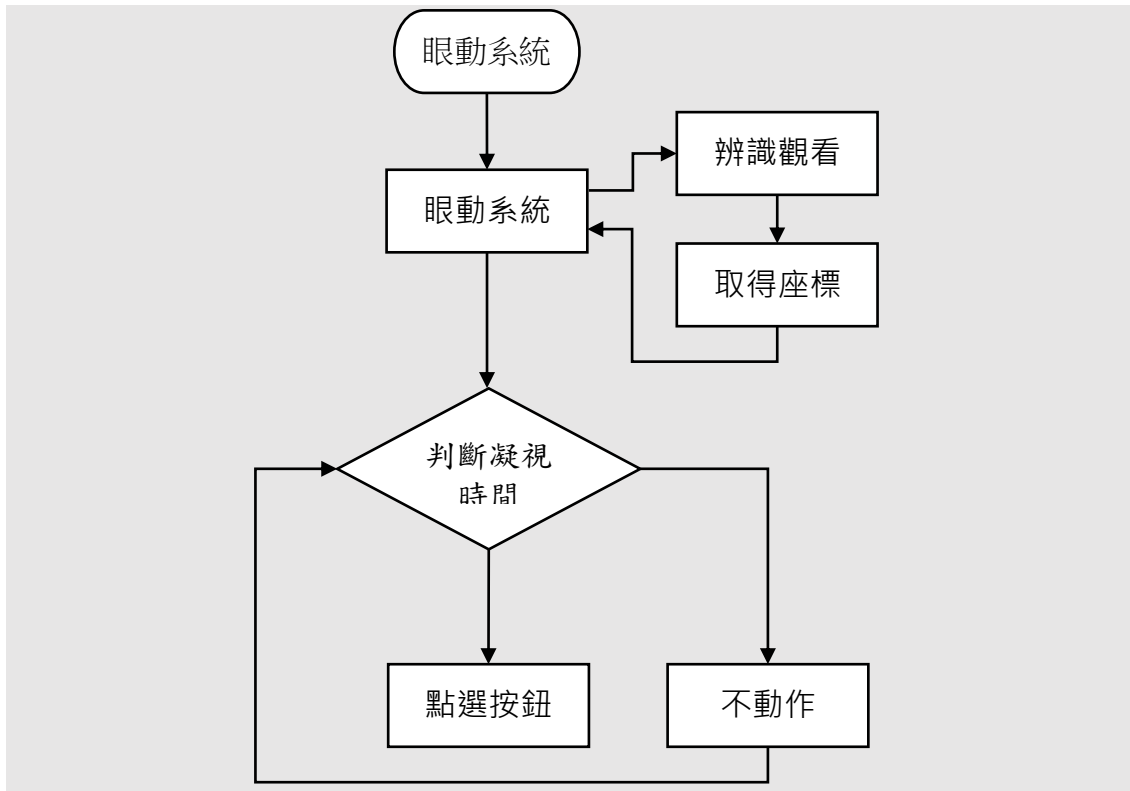 眼動系統
眼動系統
辨識觀看
取得座標
判斷凝視
時間
點選按鈕
不動作